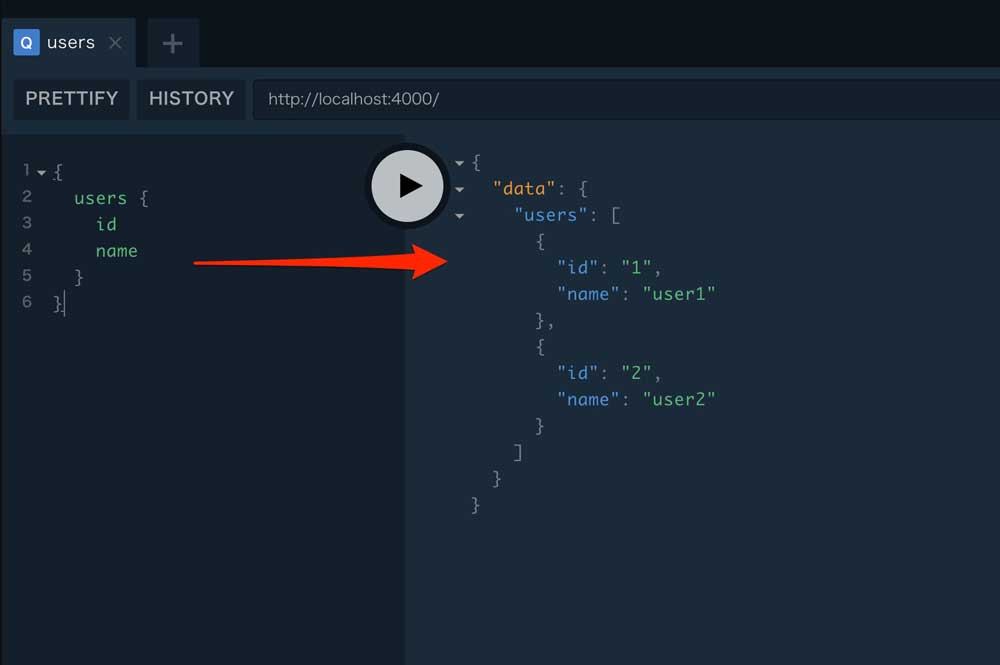 Q users
PRETTIFY HISTORY http://localhost:4000/
1 {
2 users {
3 id
4 name
5 }
6 }
{
"data": {
"users": [
{
"id": "1",
"name": "user1"
},
{
"id": "2",
"name": "user2"
}
]
}
}